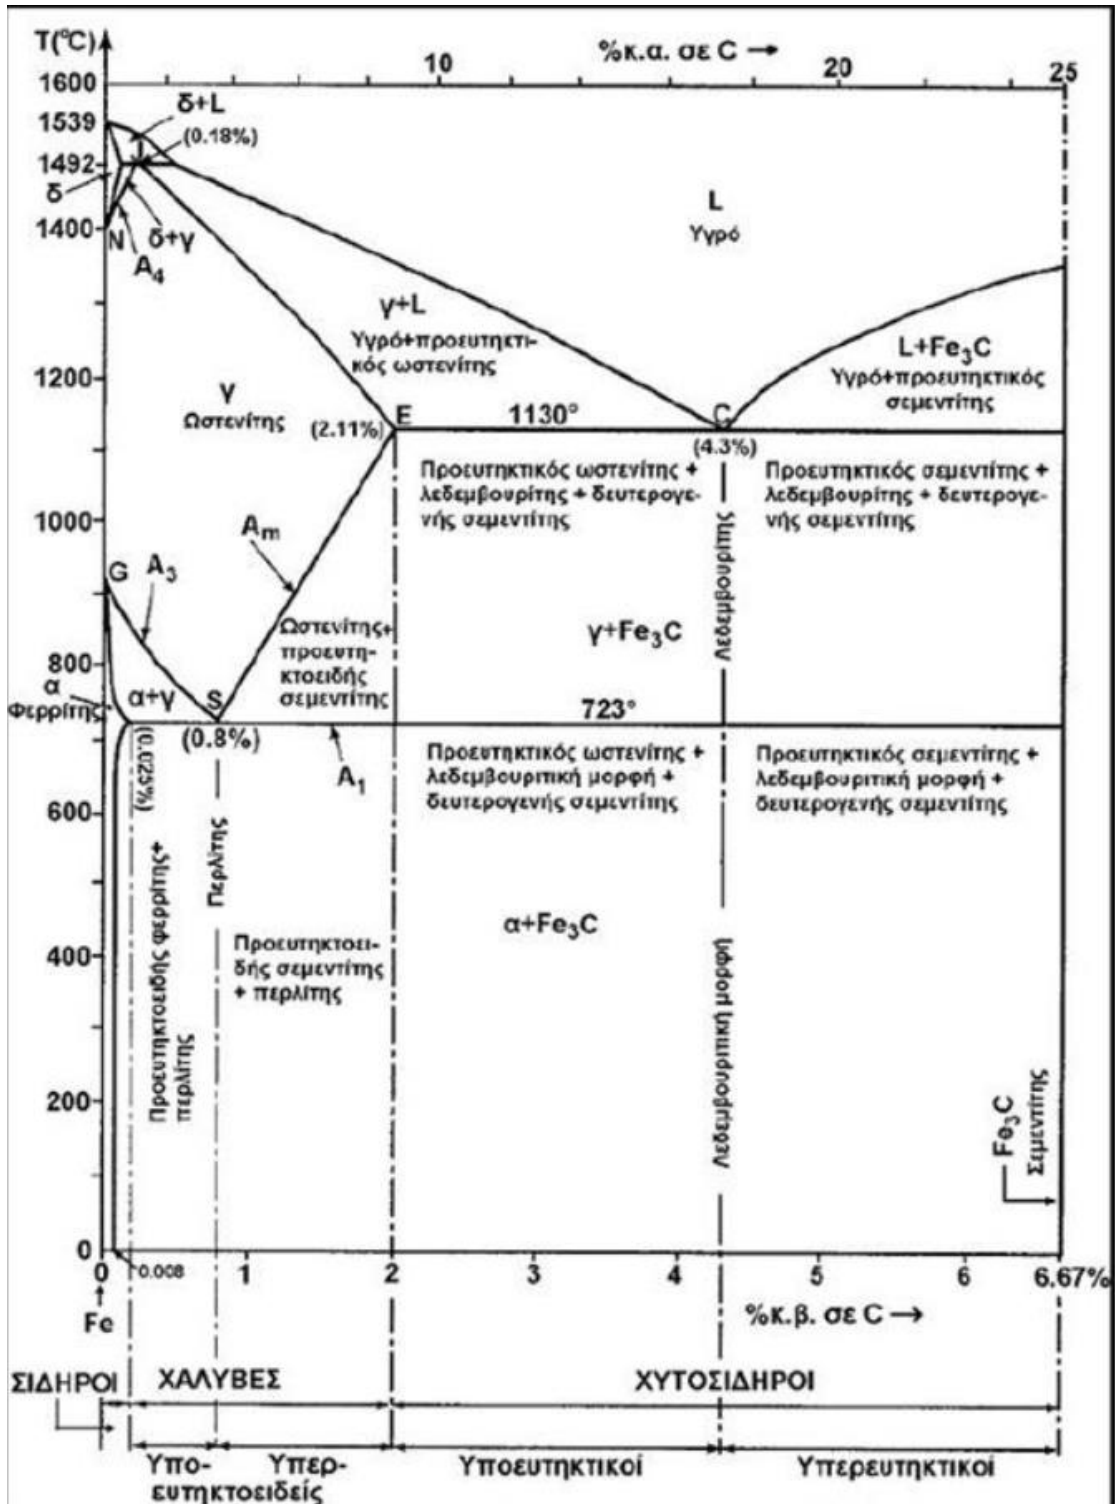 T(°C)
%κ.α. σε C →
10
20
25
1600
δ+L
1539
(0.18%)
1492
δ
L
Υγρό
1400
N
δ+γ
A4
γ+L
Υγρό+προευτηκτι-
κός ωστενίτης
L+Fe3C
Υγρό+προευτηκτικός
σεμεντίτης
1200
γ
Ωστενίτης
(2.11%)
E
1130°
C
(4.3%)
Προευτηκτικός ωστενίτης +
λεδεμβουρίτης + δευτερογε-
νής σεμεντίτης
Προευτηκτικός σεμεντίτης +
λεδεμβουρίτης + δευτερογε-
νής σεμεντίτης
1000
Am
Λεδεμβουρίτης
G
A3
Ωστενίτης+
προευτη-
κτοειδής
σεμεντίτης
γ+Fe3C
800
α
Φερρίτης
α+γ
S
723°
(0.025%)
(0.8%)
A1
Προευτηκτικός ωστενίτης +
λεδεμβουριτική μορφή +
δευτερογενής σεμεντίτης
Προευτηκτικός σεμεντίτης +
λεδεμβουριτική μορφή +
δευτερογενής σεμεντίτης
600
Περλίτης
Προευτηκτοειδής φερρίτης+
περλίτης
Προευτηκτοει-
δής σεμεντίτης
+ περλίτης
α+Fe3C
400
Λεδεμβουριτική μορφή
200
Fe3C
Σεμεντίτης
0
0.008
0
1
2
3
4
5
6
6.67%
Fe
%κ.β. σε C →
ΣΙΔΗΡΟΙ
ΧΑΛΥΒΕΣ
ΧΥΤΟΣΙΔΗΡΟΙ
Υπο-
Υπερ-
ευτηκτοειδείς
Υποευτηκτικοί
Υπερευτηκτικοί